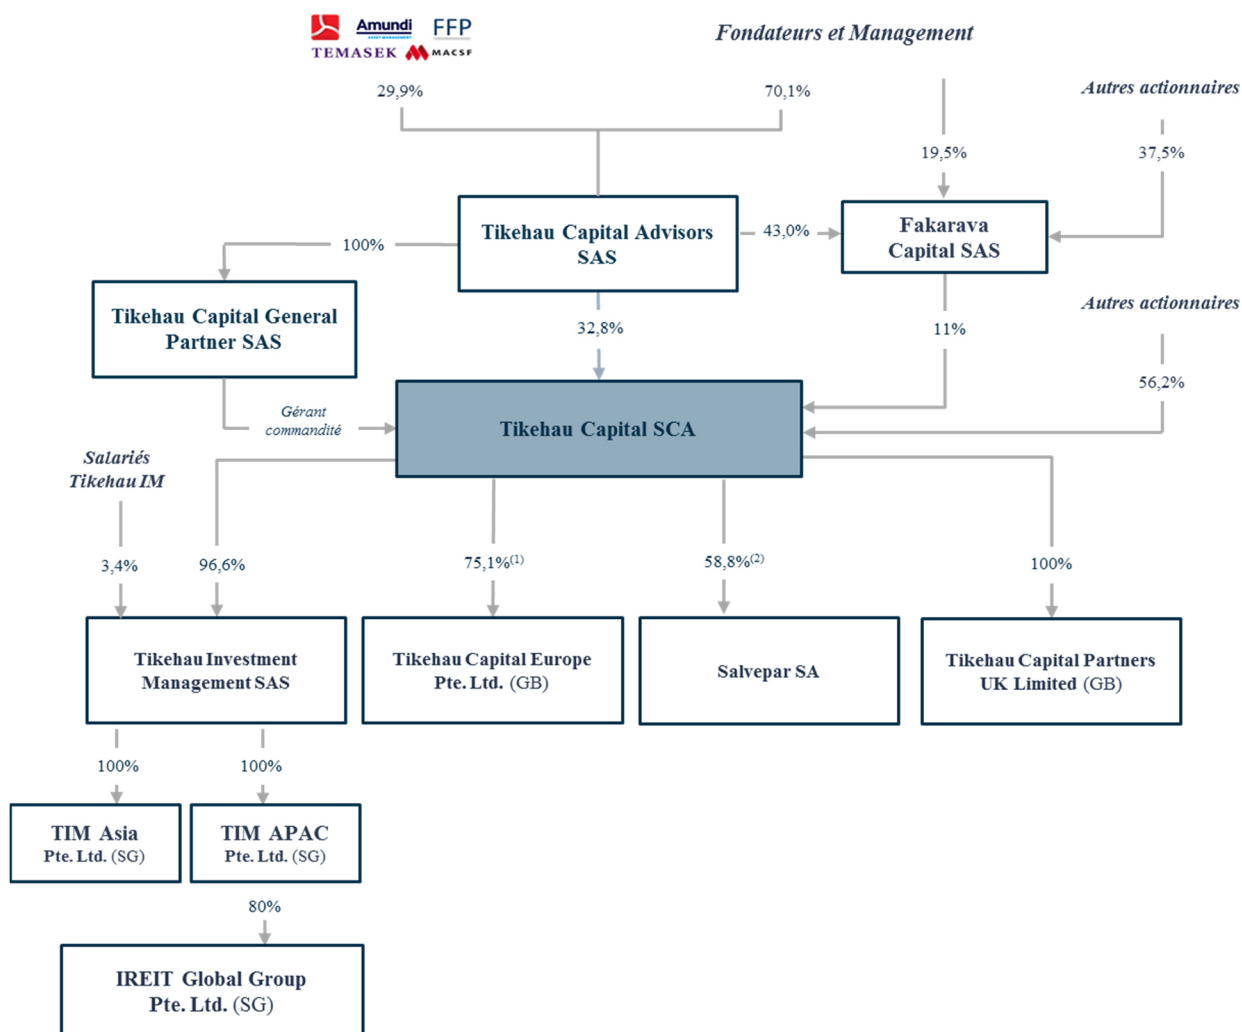 Amundi
ASSET MANAGEMENT
FFP
TEMASEK
MACSF
Fondateurs et Management
29,9%
70,1%
Autres actionnaires
19,5%
37,5%
Tikehau Capital Advisors
SAS
43,0%
Fakarava
Capital SAS
100%
Tikehau Capital General
Partner SAS
32,8%
11%
Autres actionnaires
56,2%
Gérant
commandité
Tikehau Capital SCA
Salariés
Tikehau IM
3,4%
96,6%
75,1%(1)
58,8%(2)
100%
Tikehau Investment
Management SAS
Tikehau Capital Europe
Pte. Ltd. (GB)
Salvepar SA
Tikehau Capital Partners
UK Limited (GB)
100%
100%
TIM Asia
Pte. Ltd. (SG)
TIM APAC
Pte. Ltd. (SG)
80%
IREIT Global Group
Pte. Ltd. (SG)